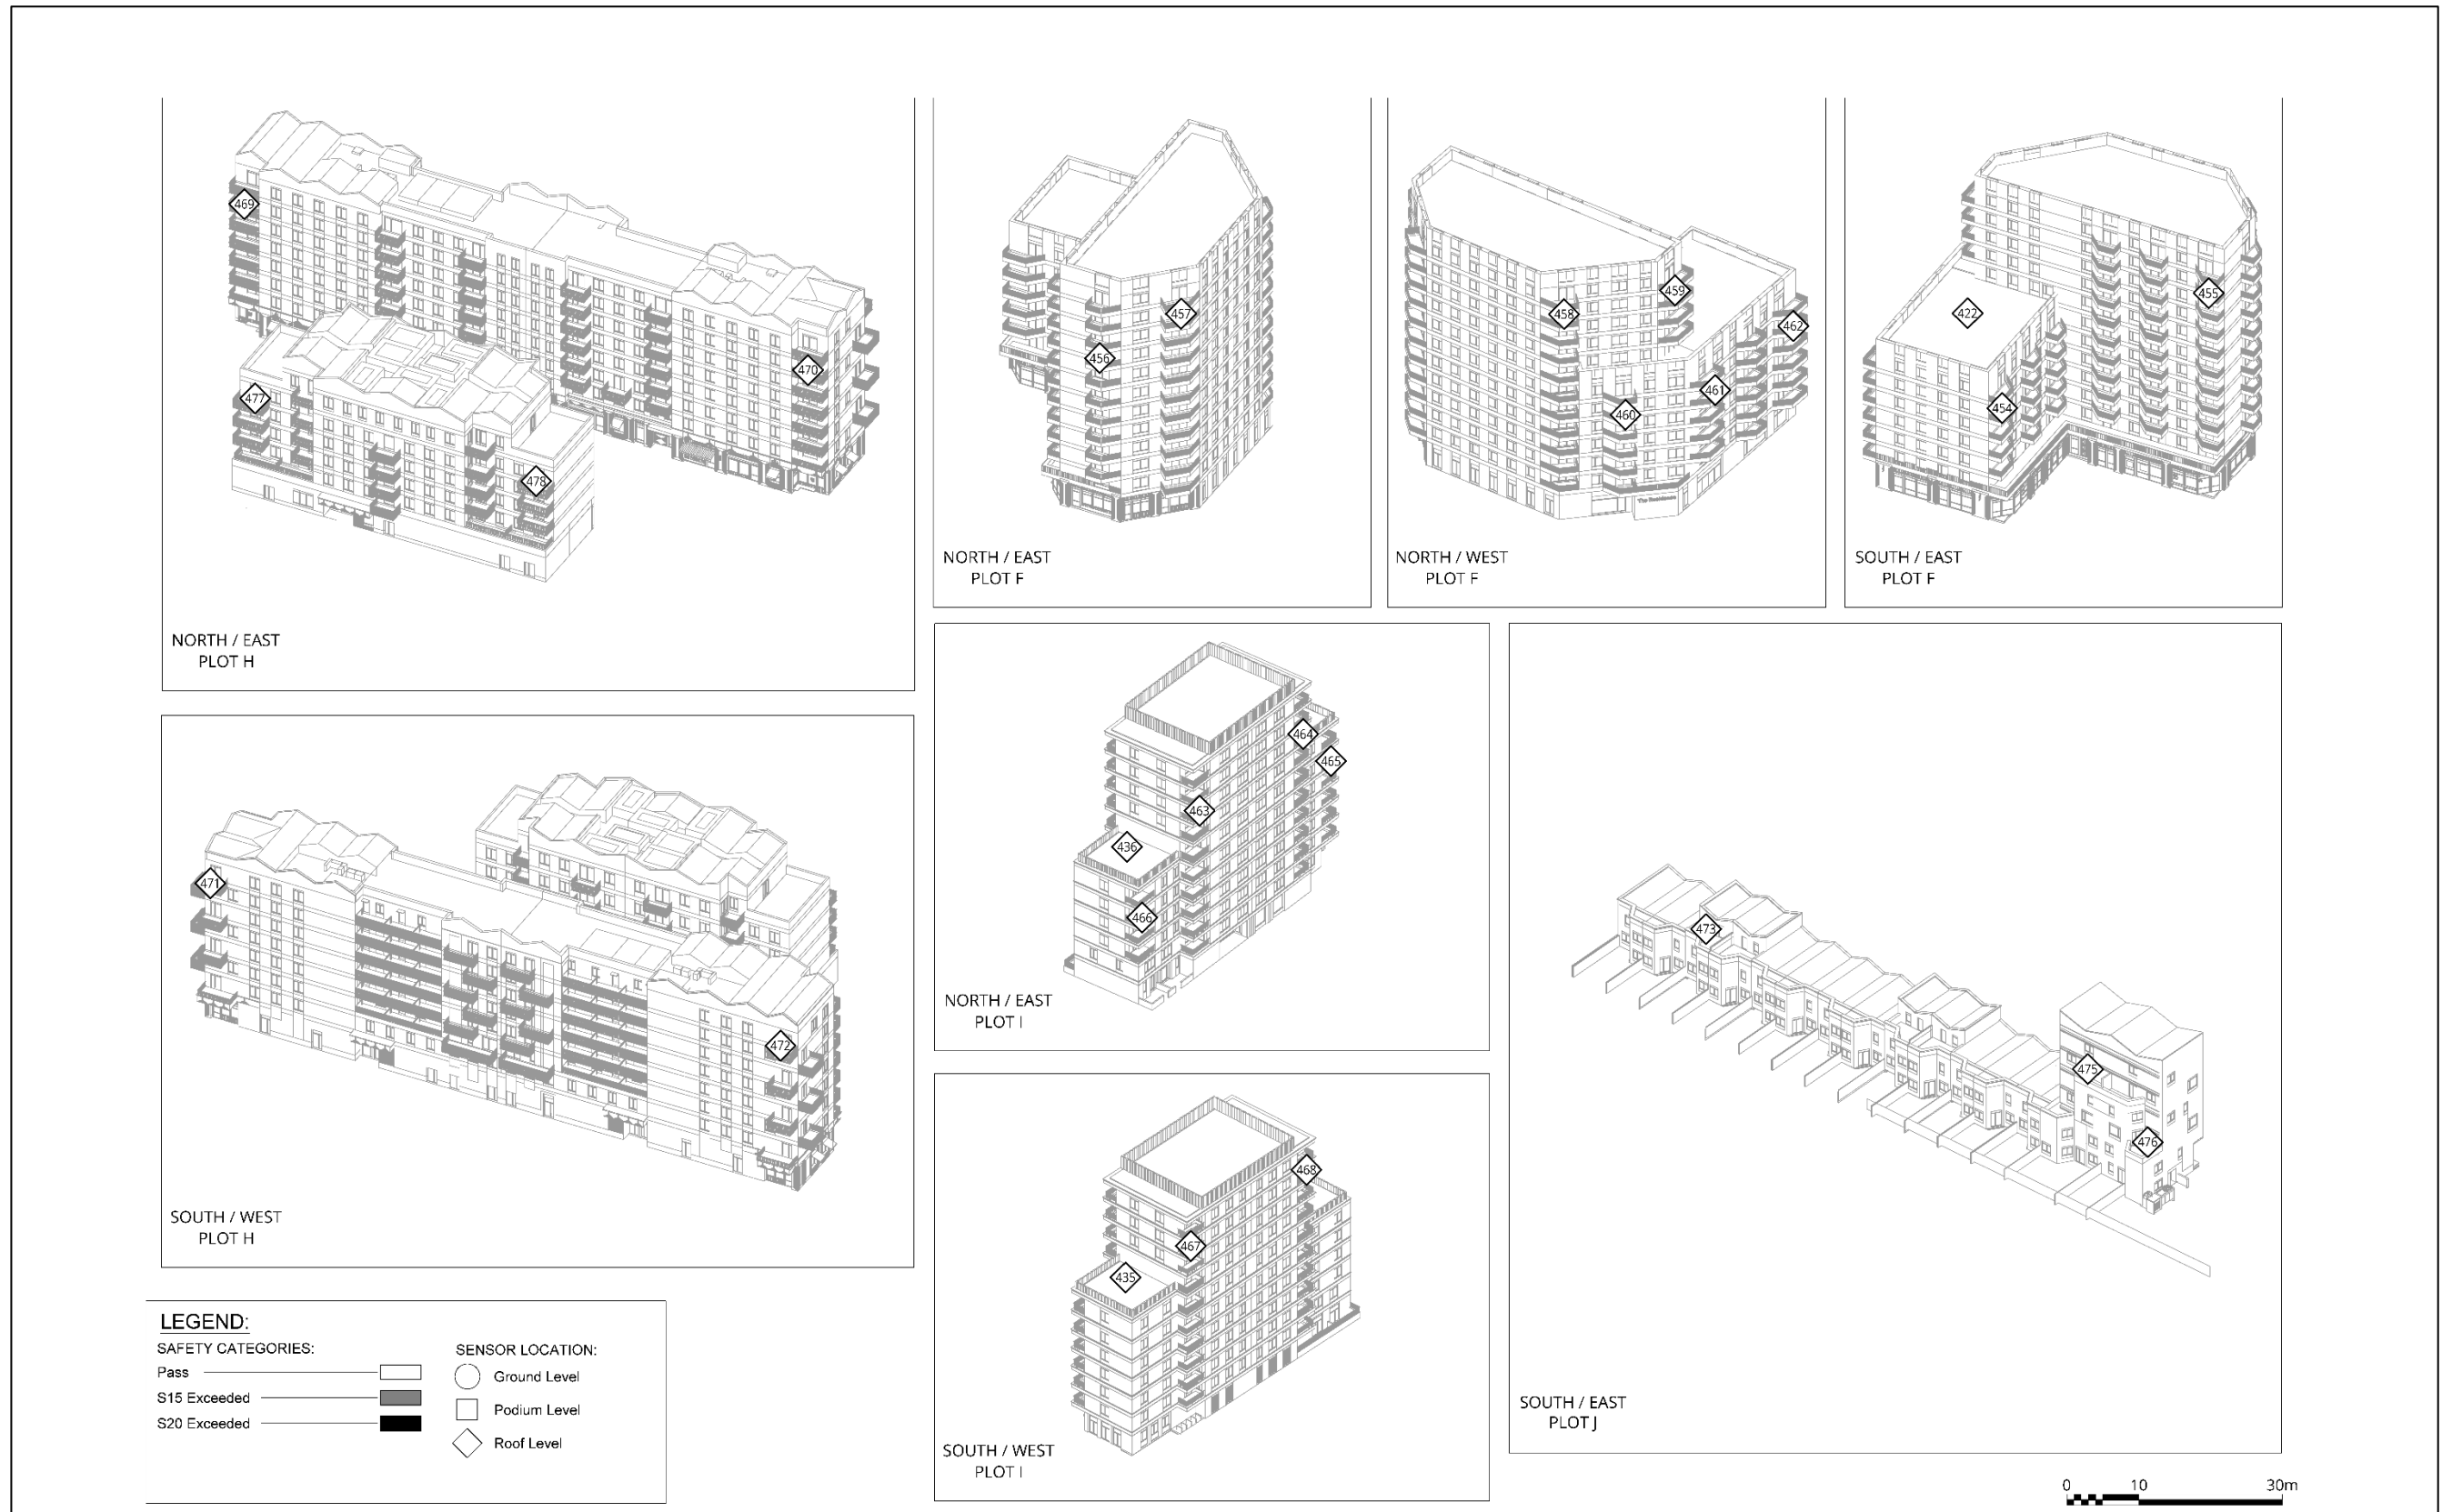 469
470
477
478
NORTH / EAST
PLOT H
457
456
NORTH / EAST
PLOT F
459
458
462
461
460
The Residence
NORTH / WEST
PLOT F
455
422
454
SOUTH / EAST
PLOT F
471
472
SOUTH / WEST
PLOT H
464
465
463
436
466
NORTH / EAST
PLOT I
468
467
435
SOUTH / WEST
PLOT I
473
475
476
SOUTH / EAST
PLOT J
LEGEND:
SAFETY CATEGORIES:
Pass
S15 Exceeded
S20 Exceeded
SENSOR LOCATION:
Ground Level
Podium Level
Roof Level
0 10 30m